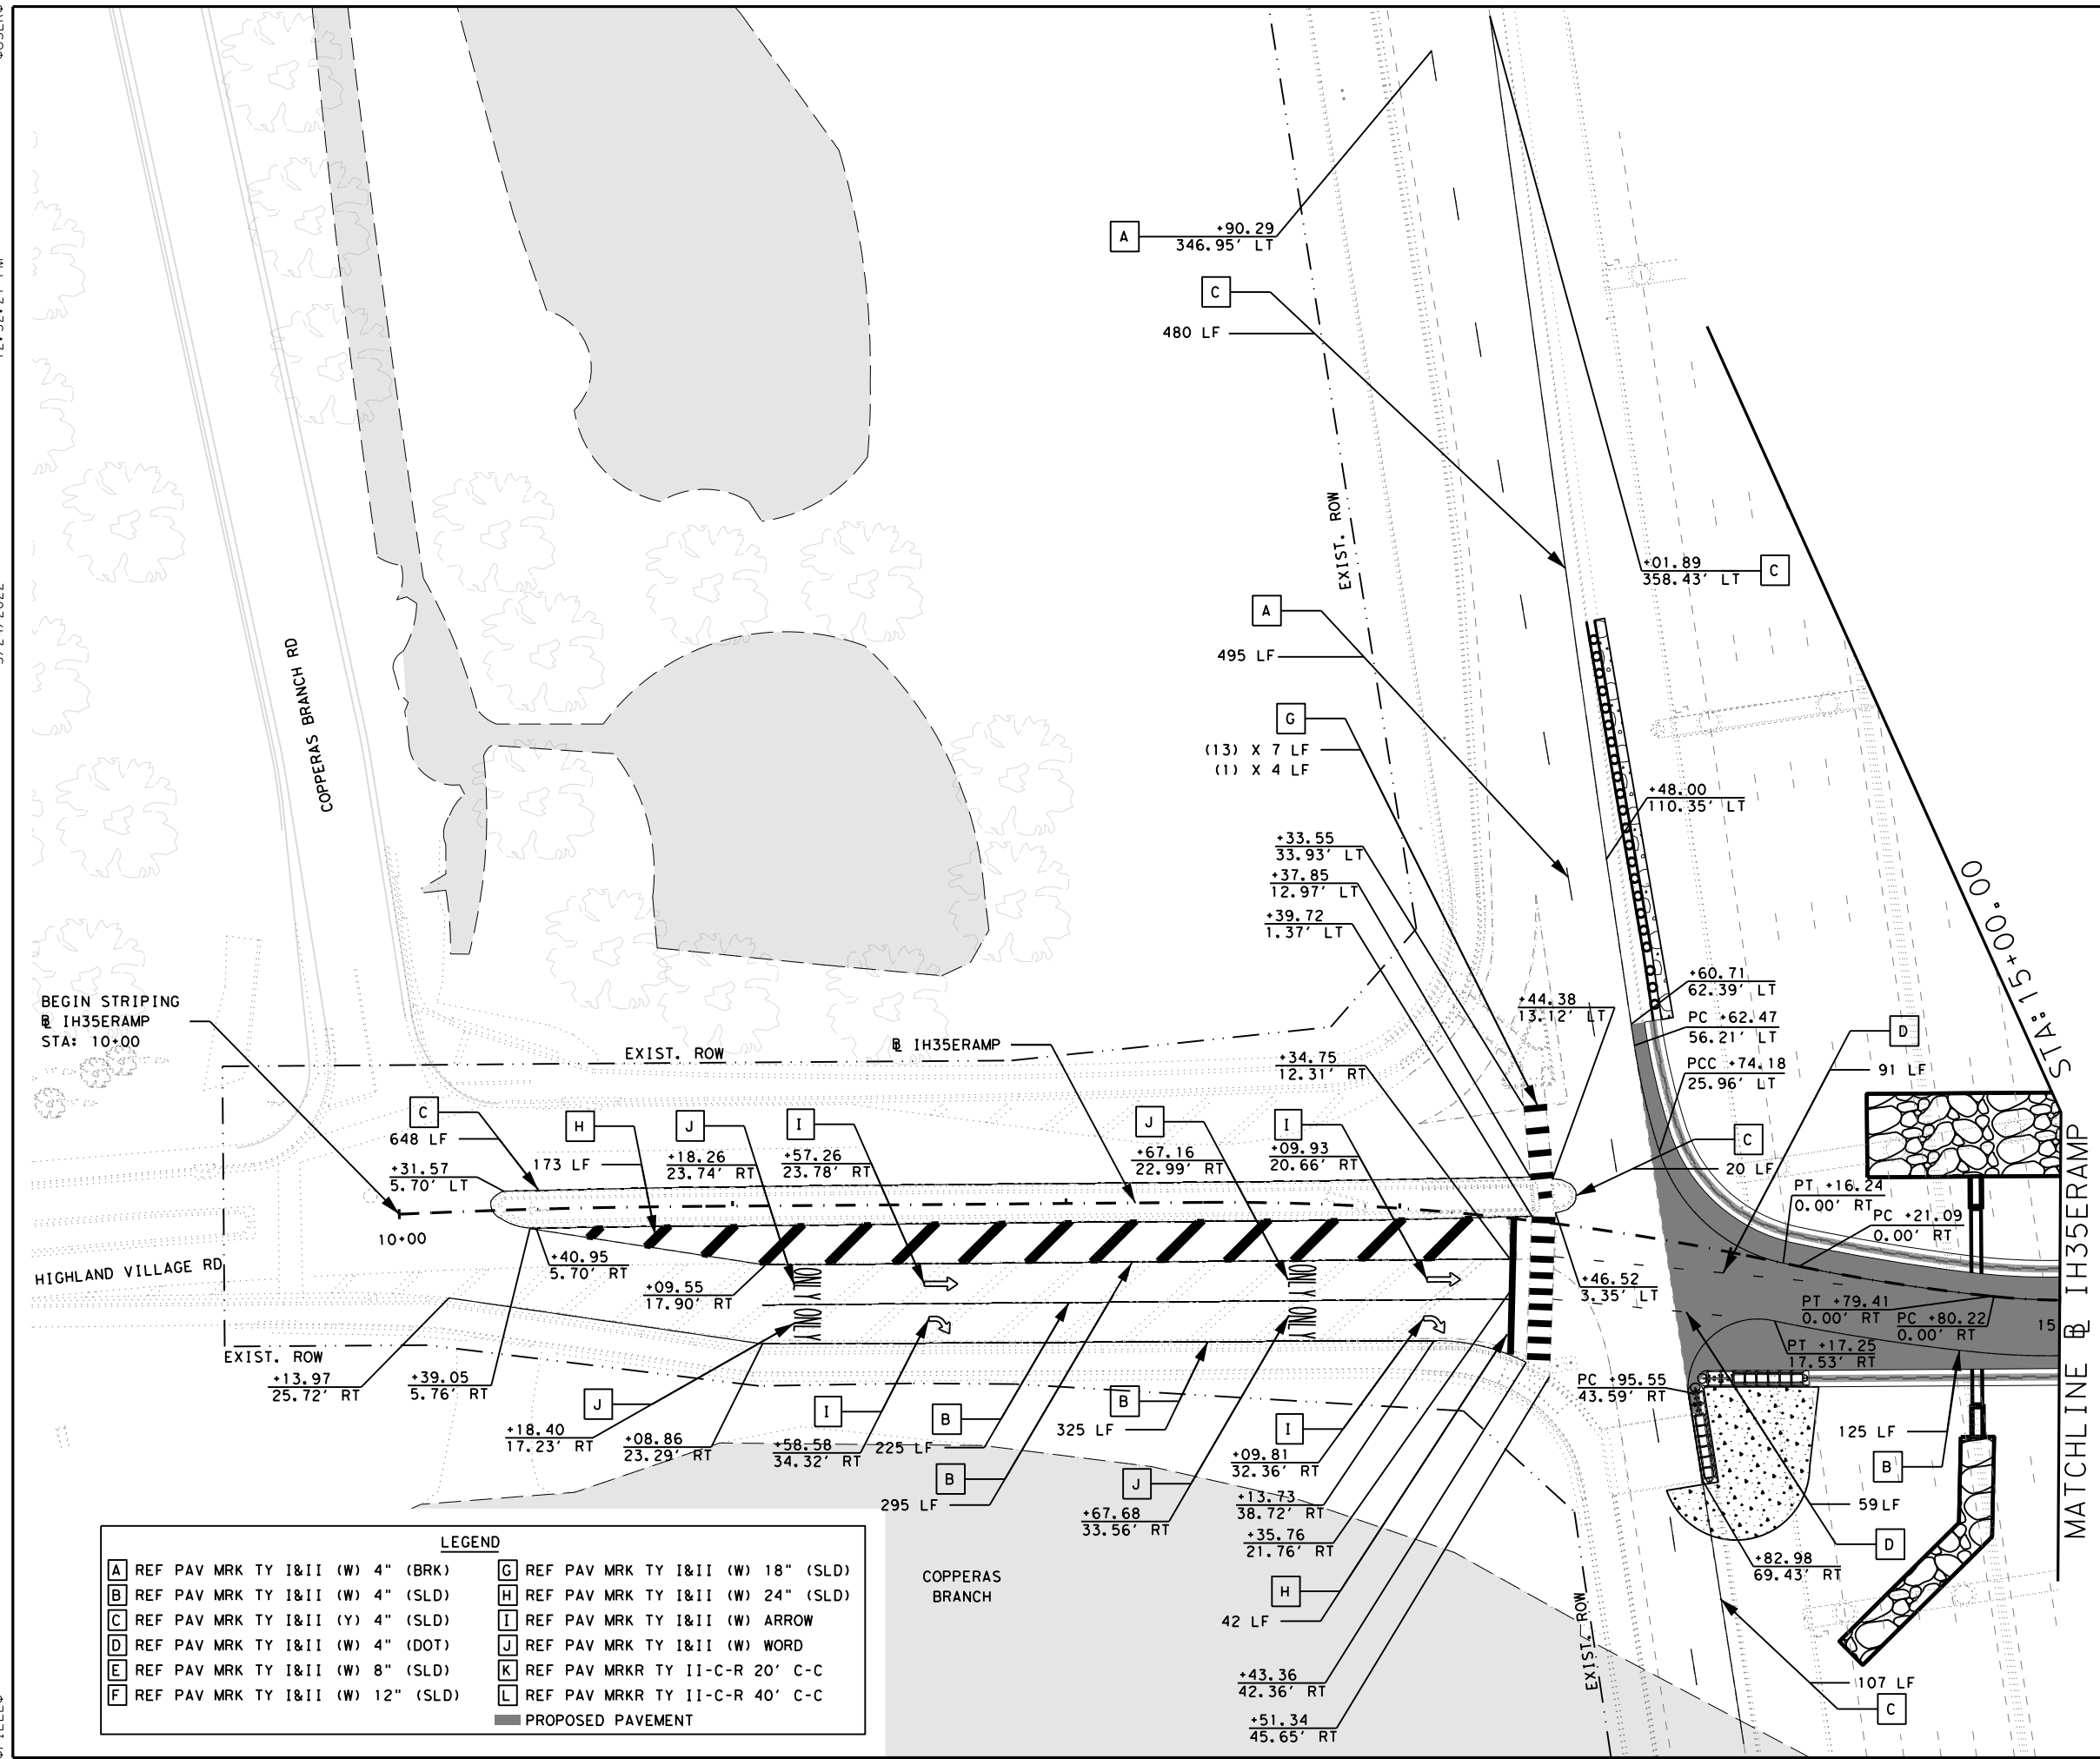 A
+90.29
346.95' LT
C
480 LF
EXIST. ROW
+01.89
358.43' LT
C
A
495 LF
COPPERAS BRANCH RD
G
(13) X 7 LF
(1) X 4 LF
+48.00
110.35' LT
+33.55
33.93' LT
+37.85
12.97' LT
+39.72
1.37' LT
STA: 15+00.00
+60.71
62.39' LT
+44.38
13.12' LT
PC +62.47
56.21' LT
D
91 LF
BEGIN STRIPING
BL IH35ERAMP
STA: 10+00
EXIST. ROW
BL IH35ERAMP
+34.75
12.31' RT
PCC +74.18
25.96' LT
C
648 LF
H
173 LF
J
+18.26
23.74' RT
I
+57.26
23.78' RT
J
+67.16
22.99' RT
I
+09.93
20.66' RT
C
20 LF
+31.57
5.70' LT
PT +16.24
0.00' RT
PC +21.09
0.00' RT
10+00
+40.95
5.70' RT
HIGHLAND VILLAGE RD
+09.55
17.90' RT
ONLY
ONLY
ONLY
ONLY
+46.52
3.35' LT
PT +79.41
0.00' RT
PC +80.22
0.00' RT
15
PT +17.25
17.53' RT
MATCHLINE BL IH35ERAMP
EXIST. ROW
+13.97
25.72' RT
+39.05
5.76' RT
PC +95.55
43.59' RT
J
+18.40
17.23' RT
+08.86
23.29' RT
I
+58.58
34.32' RT
B
225 LF
B
325 LF
I
+09.81
32.36' RT
125 LF
B
B
295 LF
J
+67.68
33.56' RT
+13.73
38.72' RT
+35.76
21.76' RT
59 LF
D
+82.98
69.43' RT
COPPERAS
BRANCH
H
42 LF
EXIST. ROW
+43.36
42.36' RT
+51.34
45.65' RT
107 LF
C
LEGEND
A REF PAV MRK TY I&II (W) 4" (BRK)
B REF PAV MRK TY I&II (W) 4" (SLD)
C REF PAV MRK TY I&II (Y) 4" (SLD)
D REF PAV MRK TY I&II (W) 4" (DOT)
E REF PAV MRK TY I&II (W) 8" (SLD)
F REF PAV MRK TY I&II (W) 12" (SLD)
G REF PAV MRK TY I&II (W) 18" (SLD)
H REF PAV MRK TY I&II (W) 24" (SLD)
I REF PAV MRK TY I&II (W) ARROW
J REF PAV MRK TY I&II (W) WORD
K REF PAV MRKR TY II-C-R 20' C-C
L REF PAV MRKR TY II-C-R 40' C-C
PROPOSED PAVEMENT